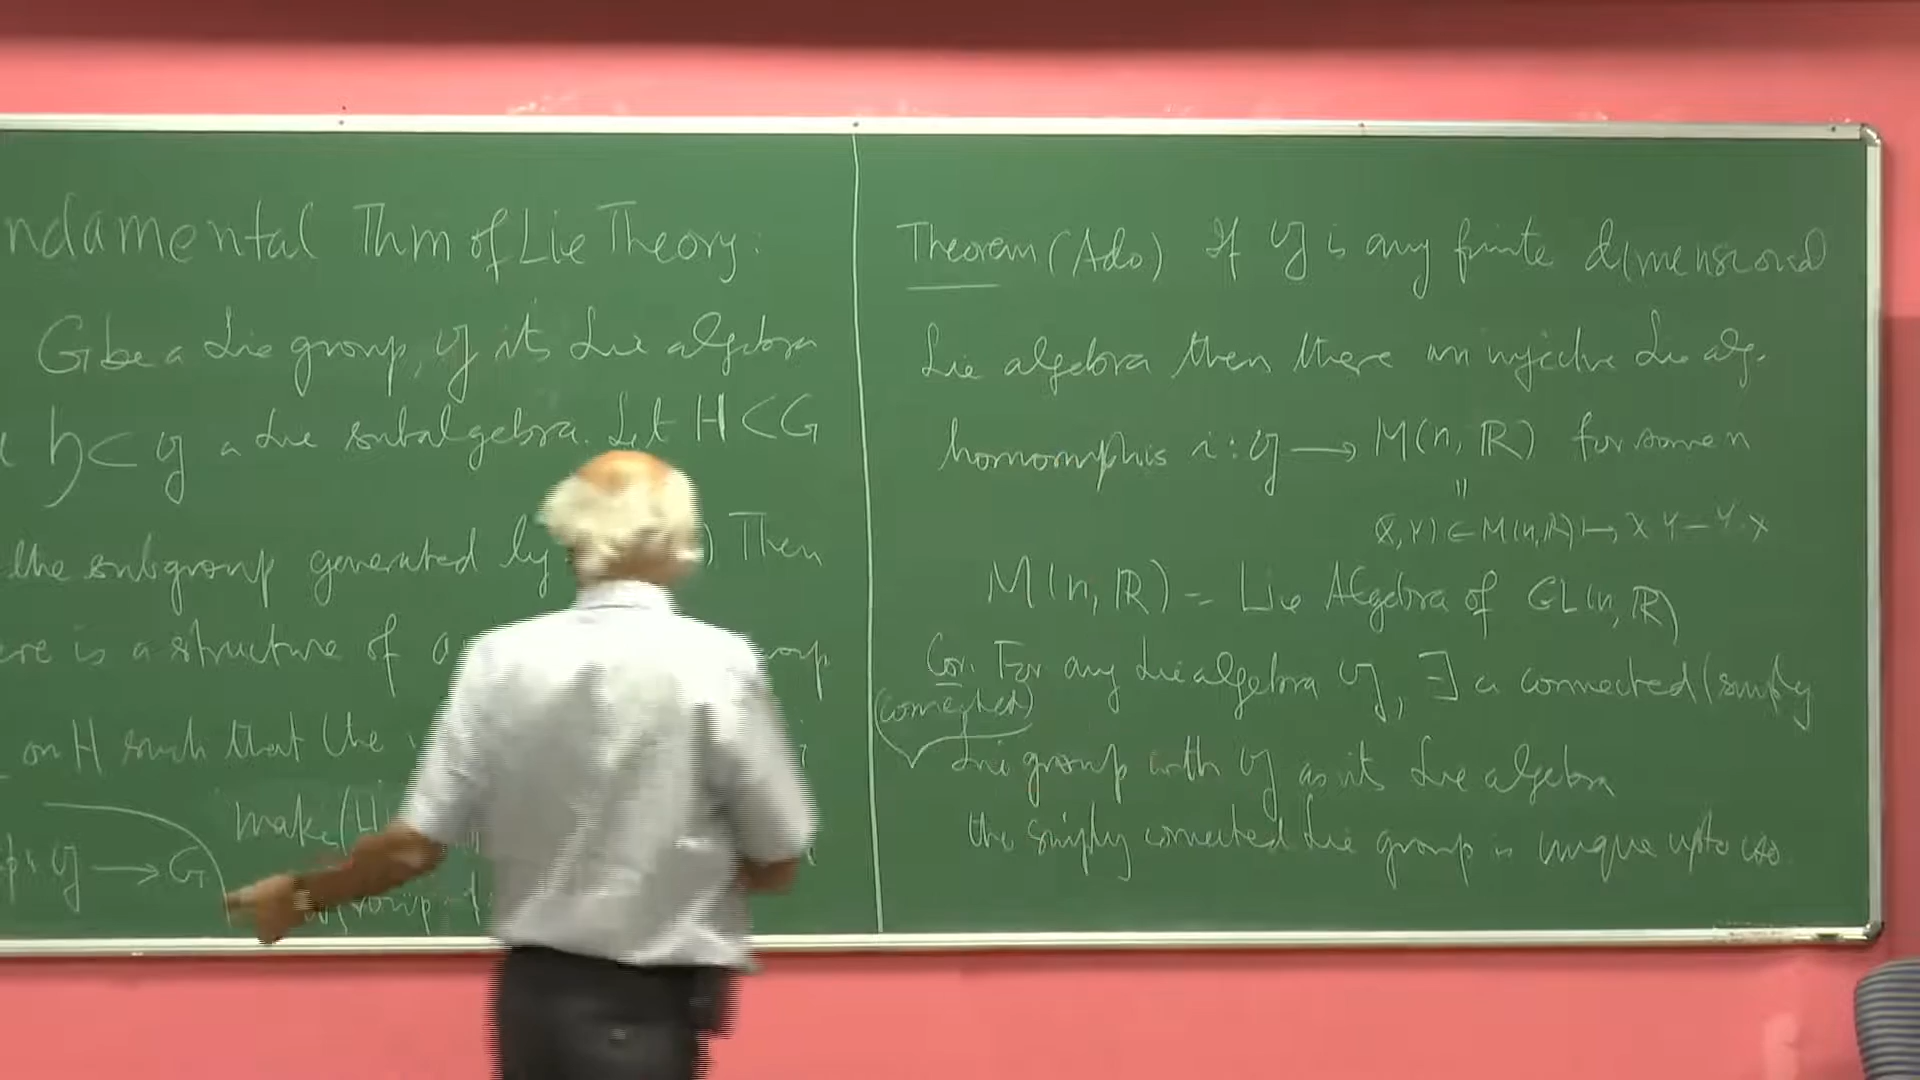 ndamental Thm of Lie Theory:
G be a Lie group, 𝔤 its Lie algebra
𝔥 ⊂ 𝔤 a Lie subalgebra. Let H ⊂ G
the subgroup generated by ) Then
ere is a structure of a
on H such that the
make (H
𝔤 → G
Theorem (Ado) If 𝔤 is any finite dimensional
Lie algebra then there an injective Lie alg.
homomphis i : 𝔤 → M(n, ℝ) for some n
"
(X,Y) ∈ M(n,ℝ) ↦ XY - Y.X
M(n, ℝ) = Lie Algebra of GL(n, ℝ)
Cor. For any Lie algebra 𝔤, ∃ a connected (simply
(connected)
Lie group with 𝔤 as its Lie algebra
the simply connected Lie group is unique upto iso